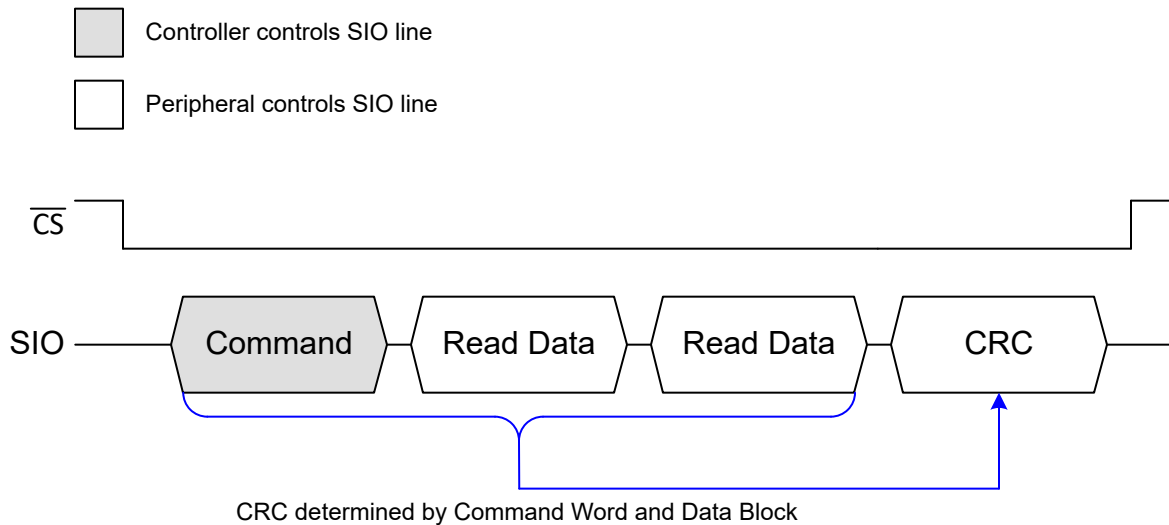 Controller controls SIO line
Peripheral controls SIO line
C̅S̅
SIO Command Read Data Read Data CRC
CRC determined by Command Word and Data Block